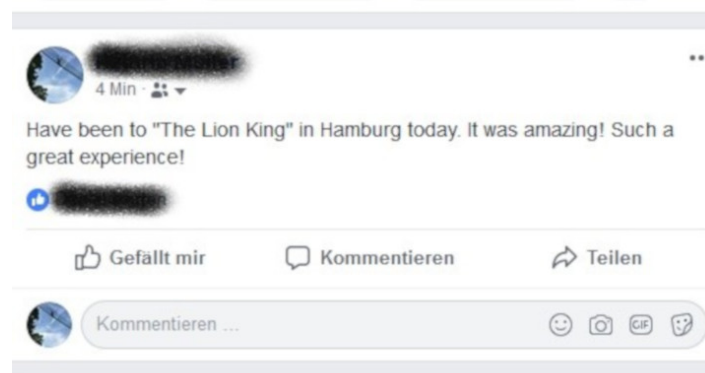 4 Min
Have been to "The Lion King" in Hamburg today. It was amazing! Such a
great experience!
Gefällt mir
Kommentieren
Teilen
Kommentieren ...
GIF